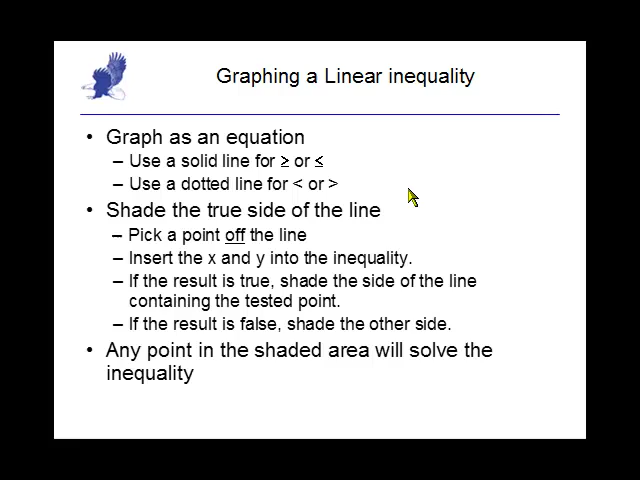 Graphing a Linear inequality
• Graph as an equation
– Use a solid line for ≥ or ≤
– Use a dotted line for < or >
• Shade the true side of the line
– Pick a point off the line
– Insert the x and y into the inequality.
– If the result is true, shade the side of the line
containing the tested point.
– If the result is false, shade the other side.
• Any point in the shaded area will solve the
inequality